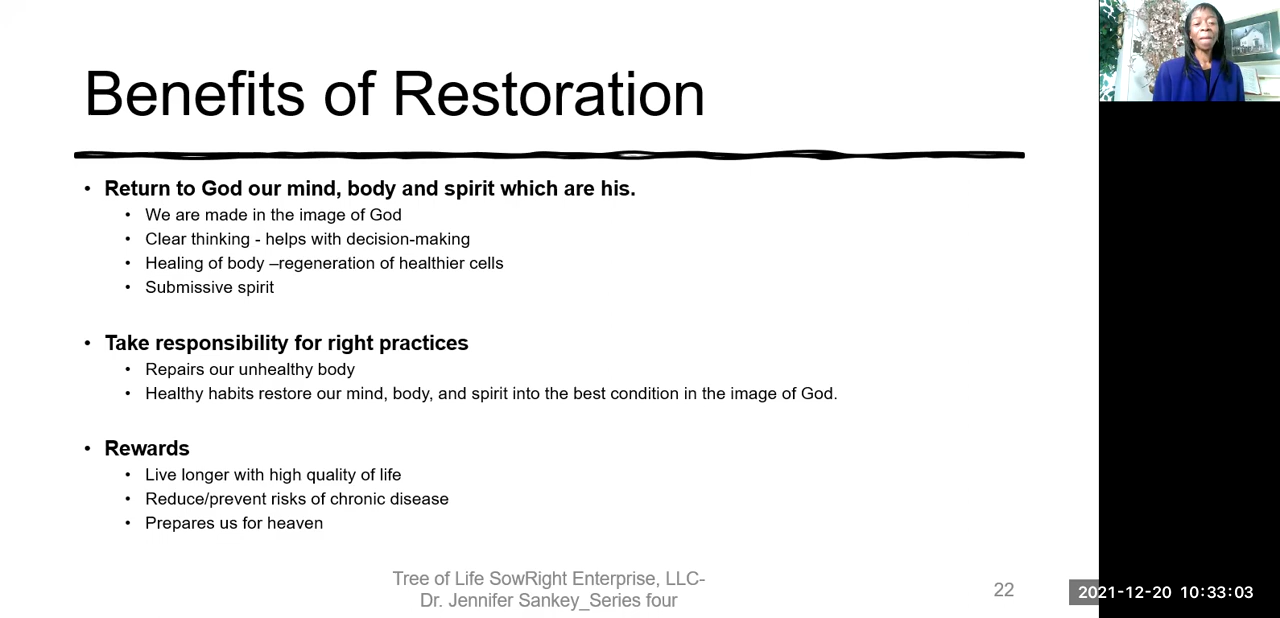 Benefits of Restoration
• Return to God our mind, body and spirit which are his.
• We are made in the image of God
• Clear thinking - helps with decision-making
• Healing of body –regeneration of healthier cells
• Submissive spirit
• Take responsibility for right practices
• Repairs our unhealthy body
• Healthy habits restore our mind, body, and spirit into the best condition in the image of God.
• Rewards
• Live longer with high quality of life
• Reduce/prevent risks of chronic disease
• Prepares us for heaven
Tree of Life SowRight Enterprise, LLC-
Dr. Jennifer Sankey_Series four
22
2021-12-20 10:33:03